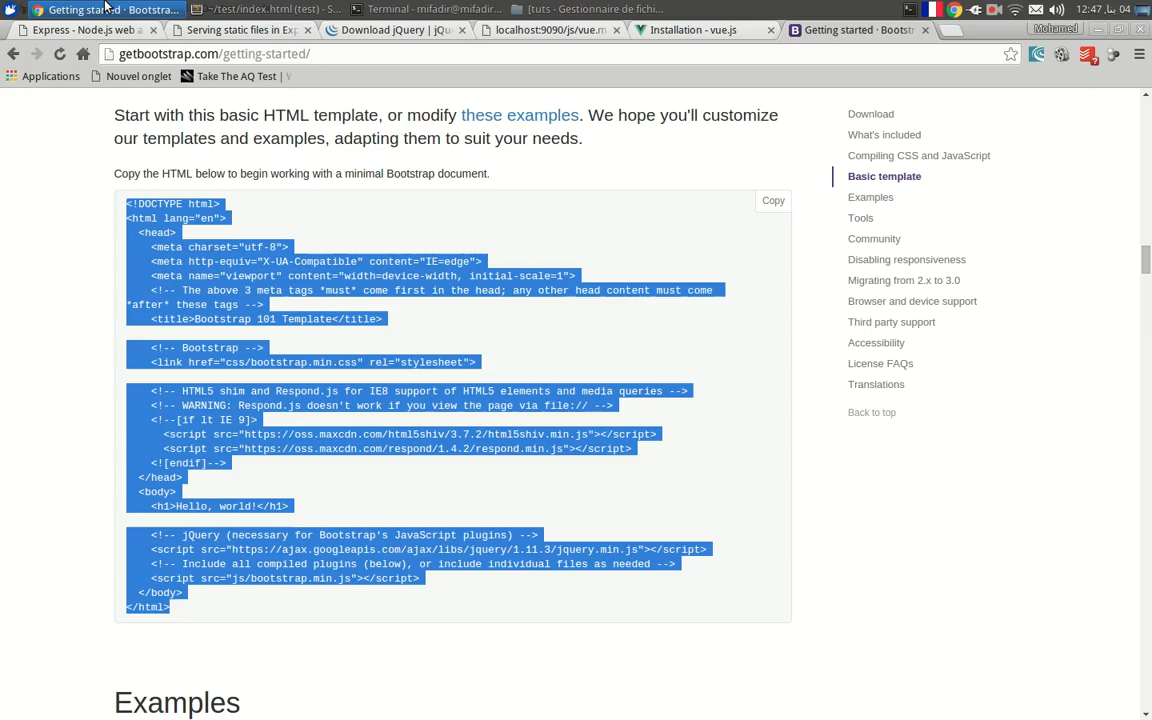 Getting started · Bootstra...
~/test/index.html (test) - S...
Terminal - mifadir@mifadir...
[tuts - Gestionnaire de fichi...
04 ينا, 12:47
Express - Node.js web a
Serving static files in Exp
Download jQuery | jQu
localhost:9090/js/vue.m
Installation - vue.js
Getting started · Bootstr
Mohamed
getbootstrap.com/getting-started/
Applications
Nouvel onglet
Take The AQ Test |
Start with this basic HTML template, or modify these examples. We hope you'll customize
our templates and examples, adapting them to suit your needs.
Copy the HTML below to begin working with a minimal Bootstrap document.
Copy
<!DOCTYPE html>
<html lang="en">
<head>
<meta charset="utf-8">
<meta http-equiv="X-UA-Compatible" content="IE=edge">
<meta name="viewport" content="width=device-width, initial-scale=1">
<!-- The above 3 meta tags *must* come first in the head; any other head content must come
*after* these tags -->
<title>Bootstrap 101 Template</title>
<!-- Bootstrap -->
<link href="css/bootstrap.min.css" rel="stylesheet">
<!-- HTML5 shim and Respond.js for IE8 support of HTML5 elements and media queries -->
<!-- WARNING: Respond.js doesn't work if you view the page via file:// -->
<!--[if lt IE 9]>
<script src="https://oss.maxcdn.com/html5shiv/3.7.2/html5shiv.min.js"></script>
<script src="https://oss.maxcdn.com/respond/1.4.2/respond.min.js"></script>
<![endif]-->
</head>
<body>
<h1>Hello, world!</h1>
<!-- jQuery (necessary for Bootstrap's JavaScript plugins) -->
<script src="https://ajax.googleapis.com/ajax/libs/jquery/1.11.3/jquery.min.js"></script>
<!-- Include all compiled plugins (below), or include individual files as needed -->
<script src="js/bootstrap.min.js"></script>
</body>
</html>
Examples
Download
What's included
Compiling CSS and JavaScript
Basic template
Examples
Tools
Community
Disabling responsiveness
Migrating from 2.x to 3.0
Browser and device support
Third party support
Accessibility
License FAQs
Translations
Back to top